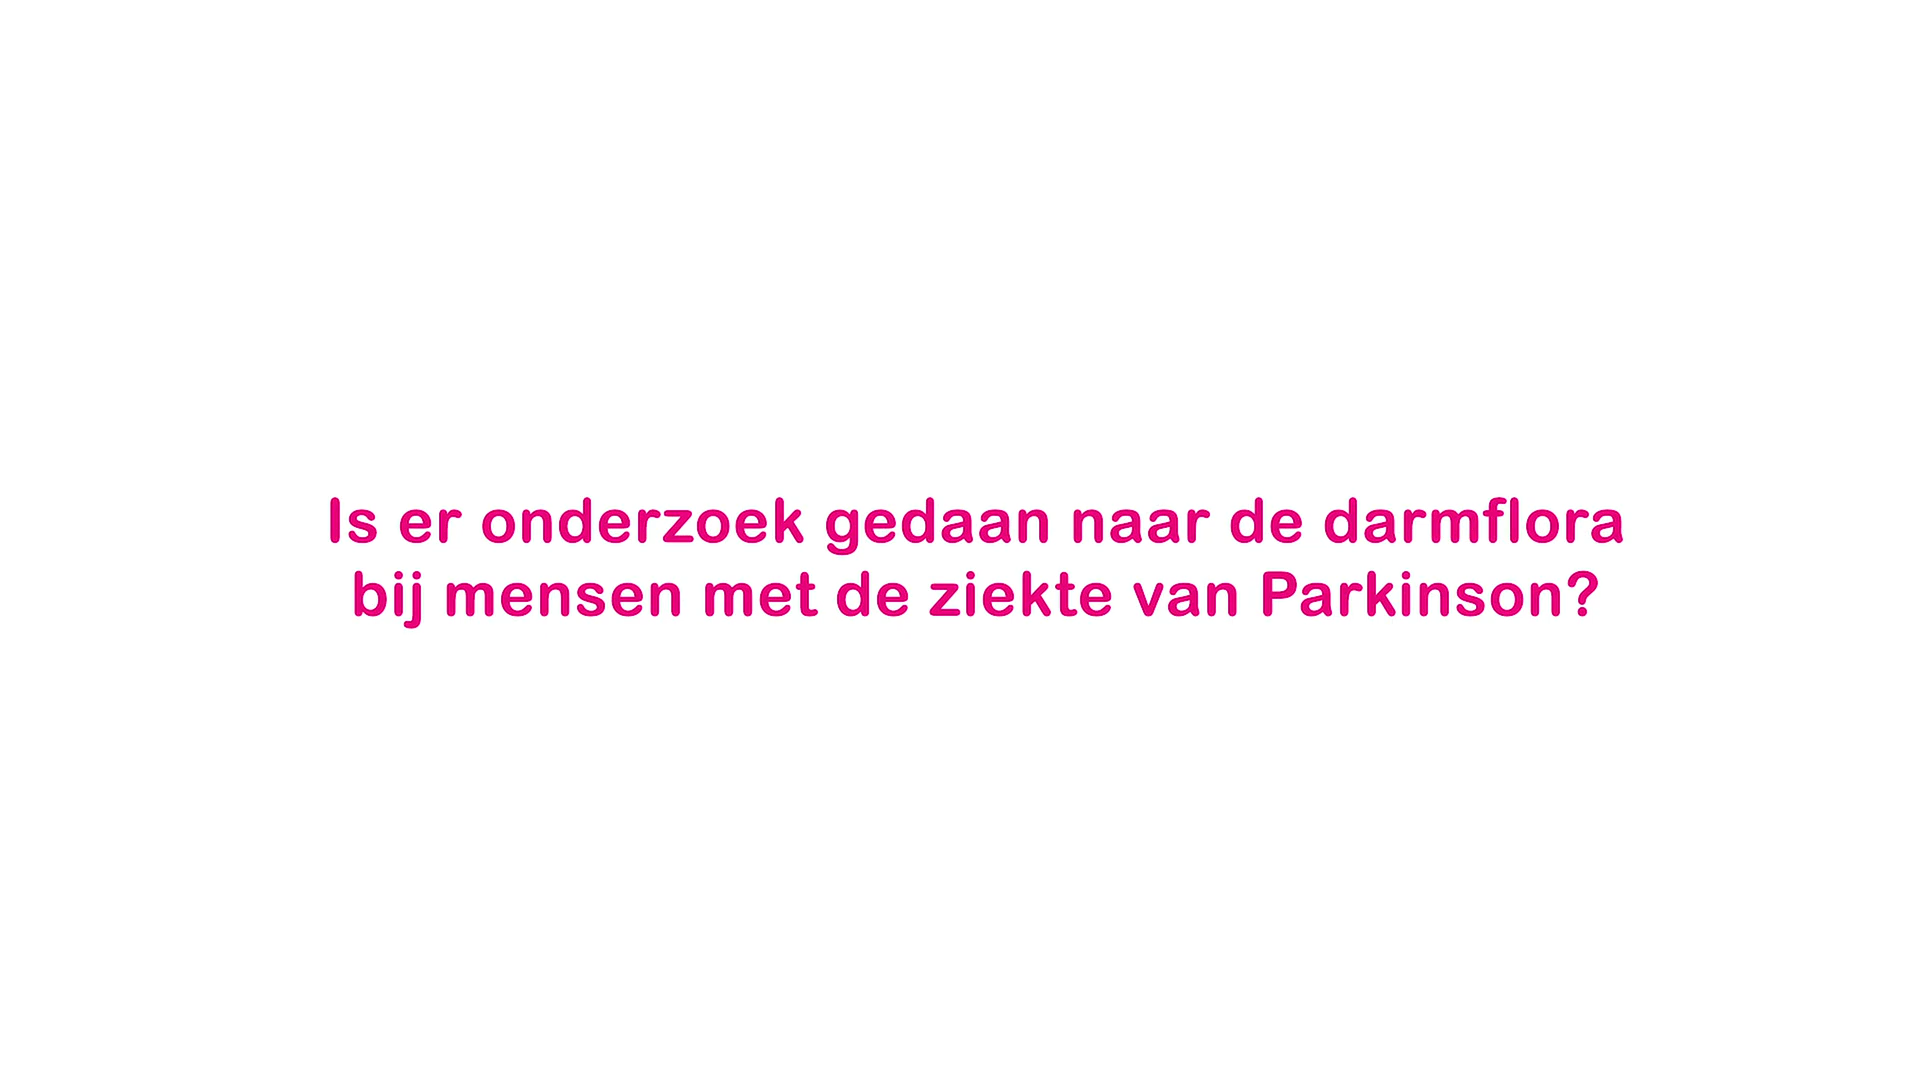 Is er onderzoek gedaan naar de darmflora
bij mensen met de ziekte van Parkinson?